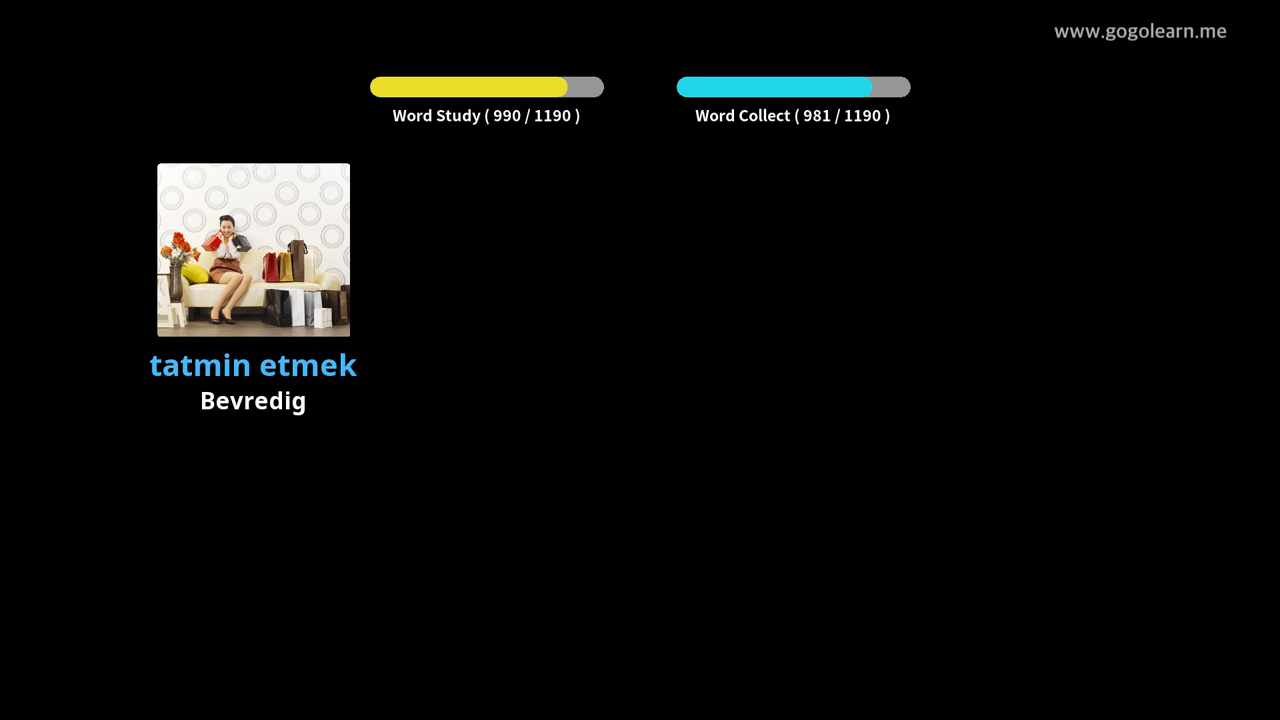 www.gogolearn.me
Word Study ( 990 / 1190 )
Word Collect ( 981 / 1190 )
tatmin etmek
Bevredig